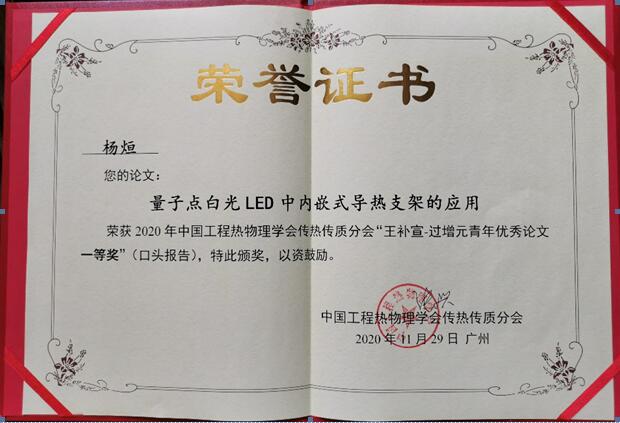 荣誉证书
杨烜
您的论文：
量子点白光LED中内嵌式导热支架的应用
荣获2020年中国工程热物理学会传热传质分会“王补宣-过增元青年优秀论文
一等奖”（口头报告），特此颁奖，以资鼓励。
中国工程热物理学会传热传质分会
2020年11月29日 广州